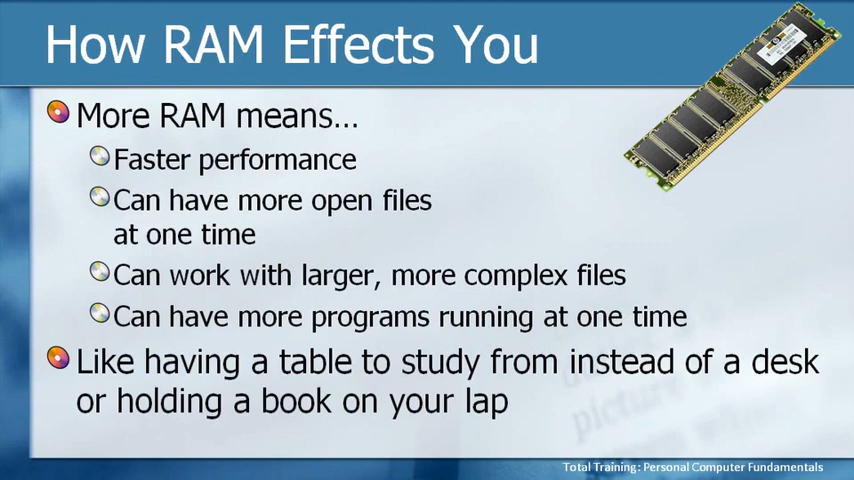 How RAM Effects You
More RAM means...
Faster performance
Can have more open files
at one time
Can work with larger, more complex files
Can have more programs running at one time
Like having a table to study from instead of a desk
or holding a book on your lap
Total Training: Personal Computer Fundamentals